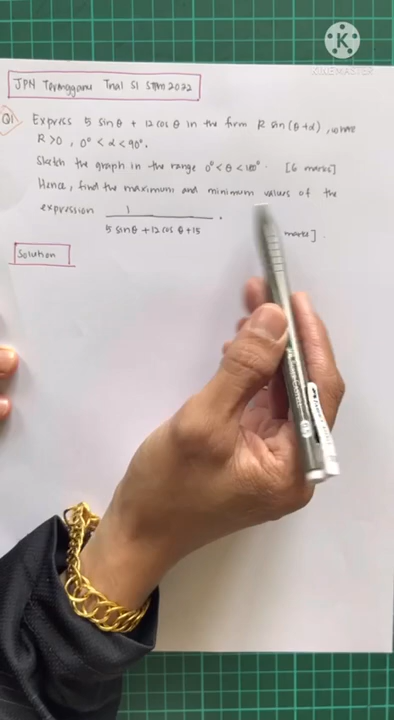 KINEMASTER
JPN Terengganu Trial S1 STPM 2022
Q1 Express 5 sin θ + 12 cos θ in the form R sin (θ + α), where
R > 0, 0° < α < 90°.
Sketch the graph in the range 0° < θ < 180°. [6 marks]
Hence, find the maximum and minimum values of the
expression 1 / 5 sin θ + 12 cos θ + 15 .
marks]
Solution